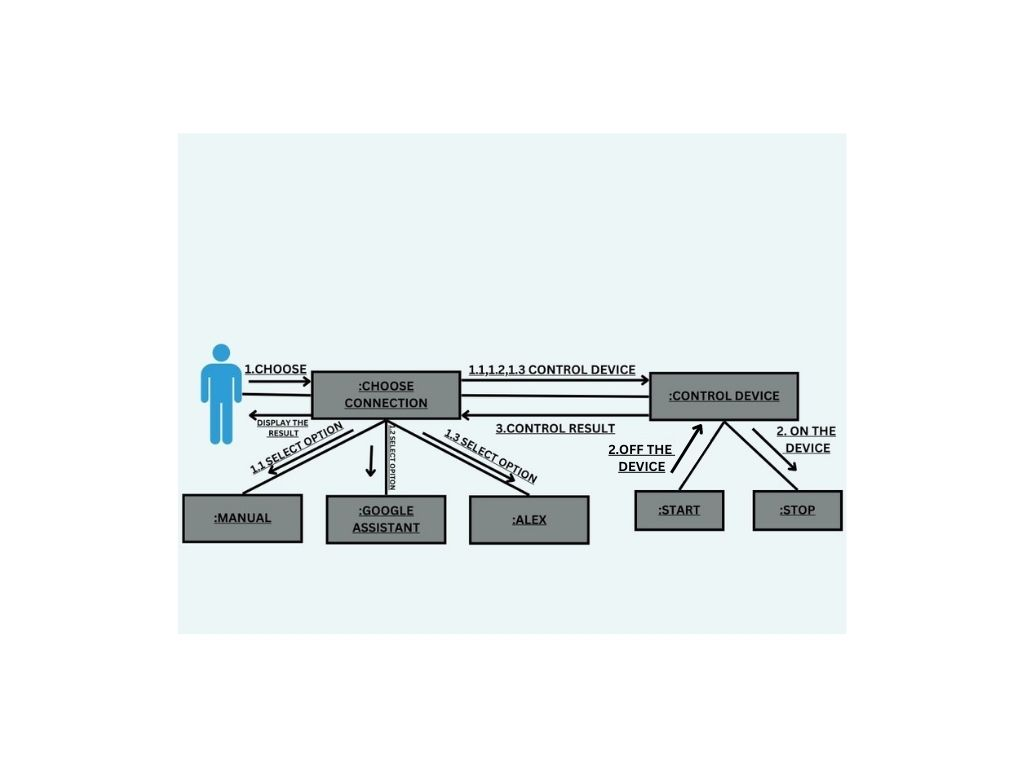 1.CHOOSE
:CHOOSE
CONNECTION
1.1,1.2,1.3 CONTROL DEVICE
:CONTROL DEVICE
DISPLAY THE
RESULT
3.CONTROL RESULT
1.1 SELECT OPTION
1.2 SELECT OPITON
1.3 SELECT OPTION
2.OFF THE
DEVICE
2. ON THE
DEVICE
:MANUAL
:GOOGLE
ASSISTANT
:ALEX
:START
:STOP